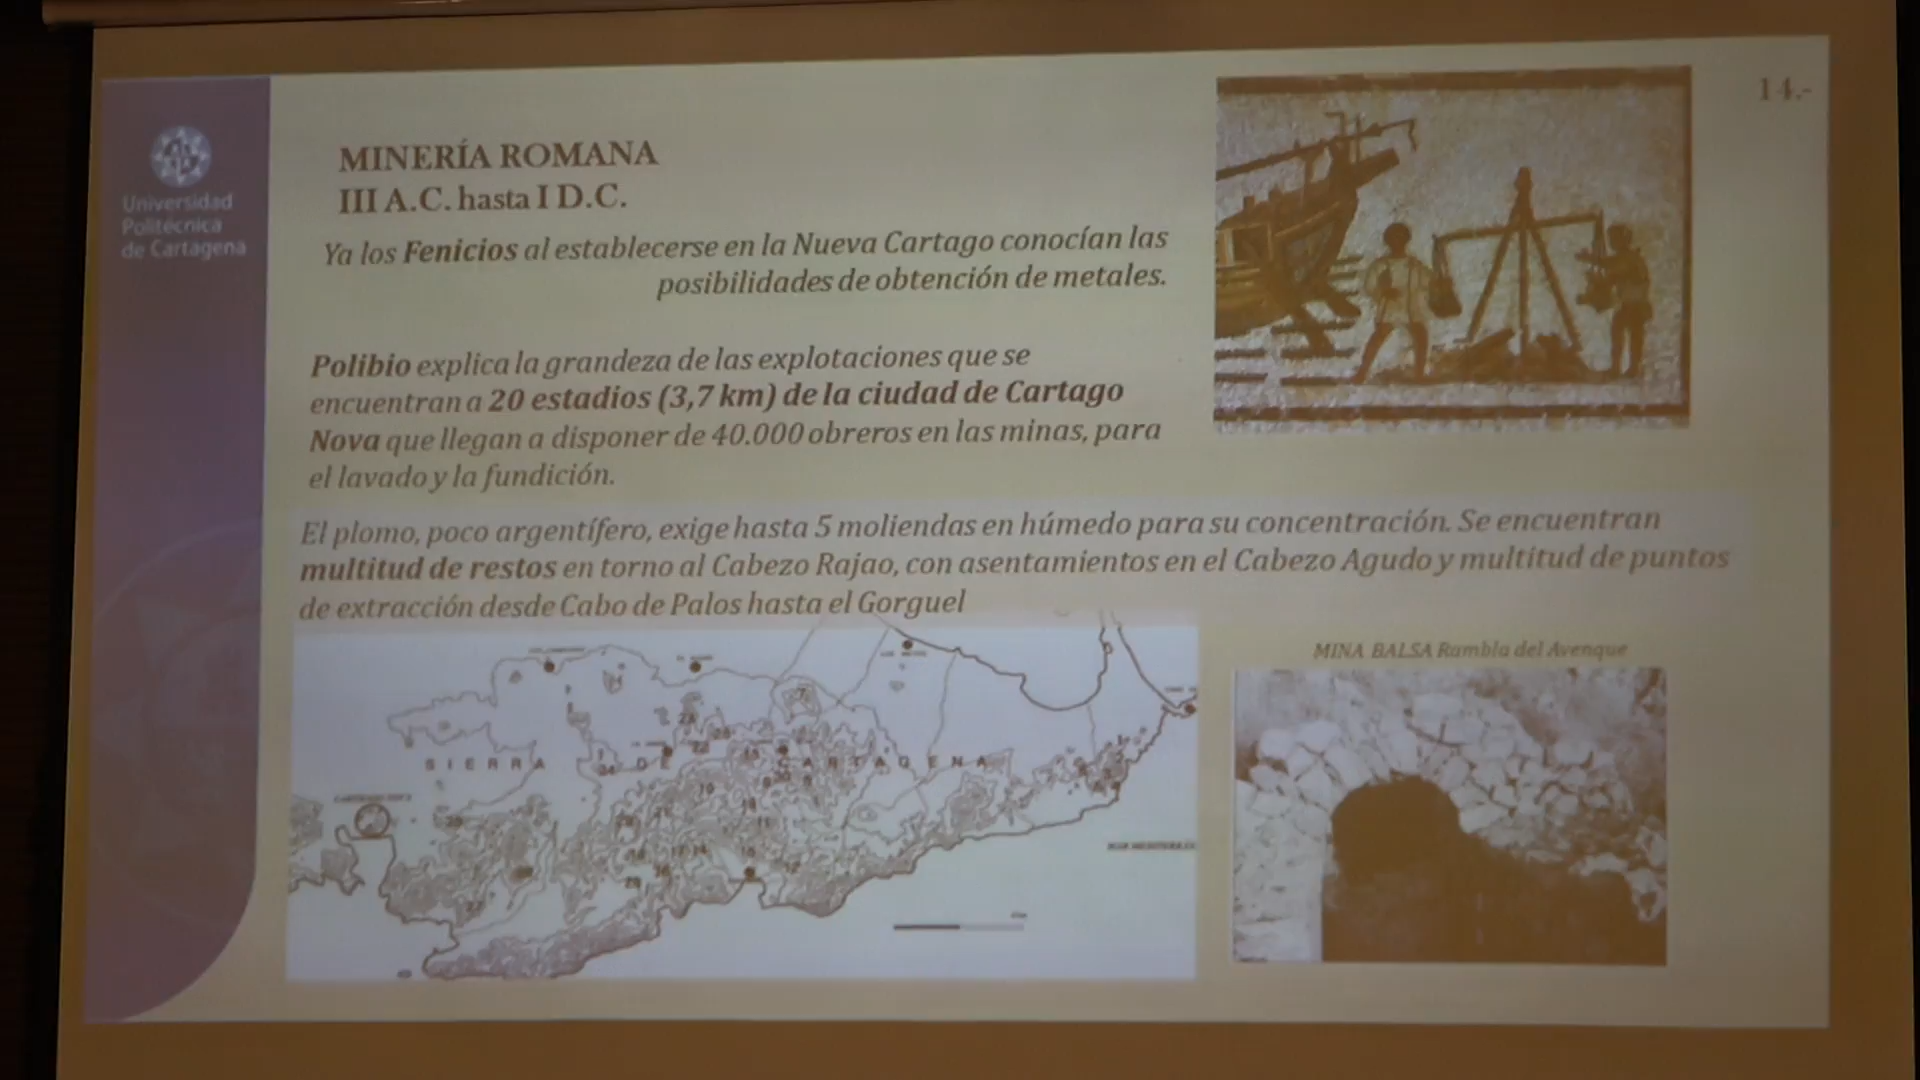 14.-
Universidad
Politécnica
de Cartagena
MINERÍA ROMANA
III A.C. hasta I D.C.
Ya los Fenicios al establecerse en la Nueva Cartago conocían las
posibilidades de obtención de metales.
Polibio explica la grandeza de las explotaciones que se
encuentran a 20 estadios (3,7 km) de la ciudad de Cartago
Nova que llegan a disponer de 40.000 obreros en las minas, para
el lavado y la fundición.
El plomo, poco argentífero, exige hasta 5 moliendas en húmedo para su concentración. Se encuentran
multitud de restos en torno al Cabezo Rajao, con asentamientos en el Cabezo Agudo y multitud de puntos
de extracción desde Cabo de Palos hasta el Gorguel
SIERRA DE CARTAGENA
MINA BALSA Rambla del Avenque